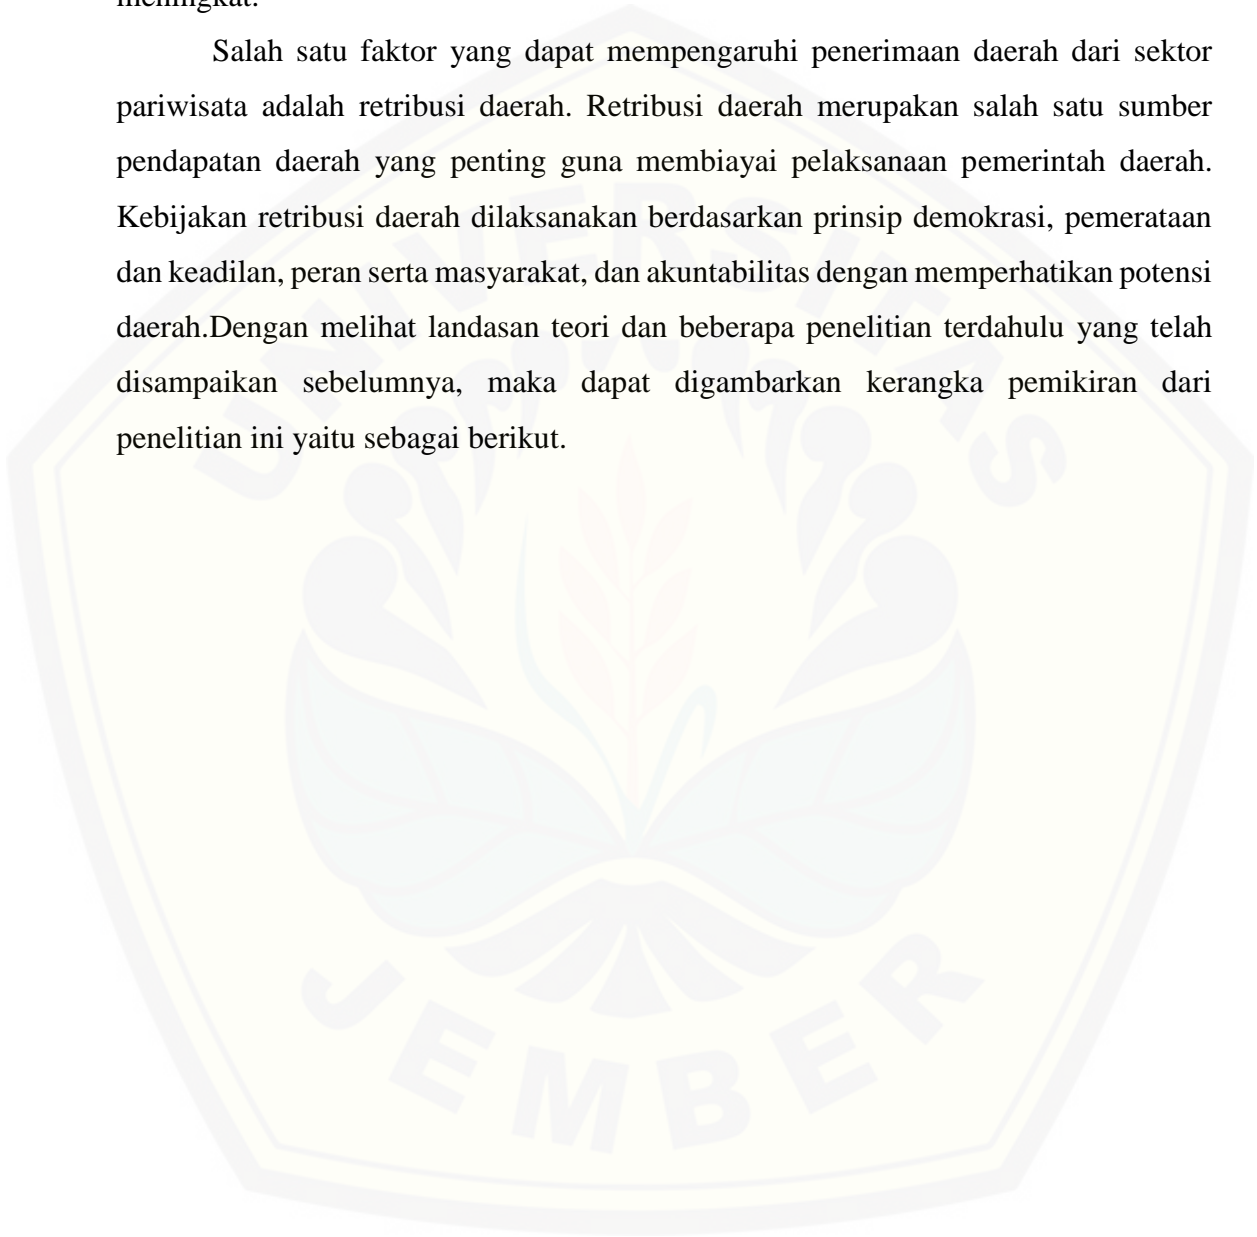 meningkat.
Salah satu faktor yang dapat mempengaruhi penerimaan daerah dari sektor
pariwisata adalah retribusi daerah. Retribusi daerah merupakan salah satu sumber
pendapatan daerah yang penting guna membiayai pelaksanaan pemerintah daerah.
Kebijakan retribusi daerah dilaksanakan berdasarkan prinsip demokrasi, pemerataan
dan keadilan, peran serta masyarakat, dan akuntabilitas dengan memperhatikan potensi
daerah.Dengan melihat landasan teori dan beberapa penelitian terdahulu yang telah
disampaikan sebelumnya, maka dapat digambarkan kerangka pemikiran dari
penelitian ini yaitu sebagai berikut.
UNIVERSITAS
JEMBER